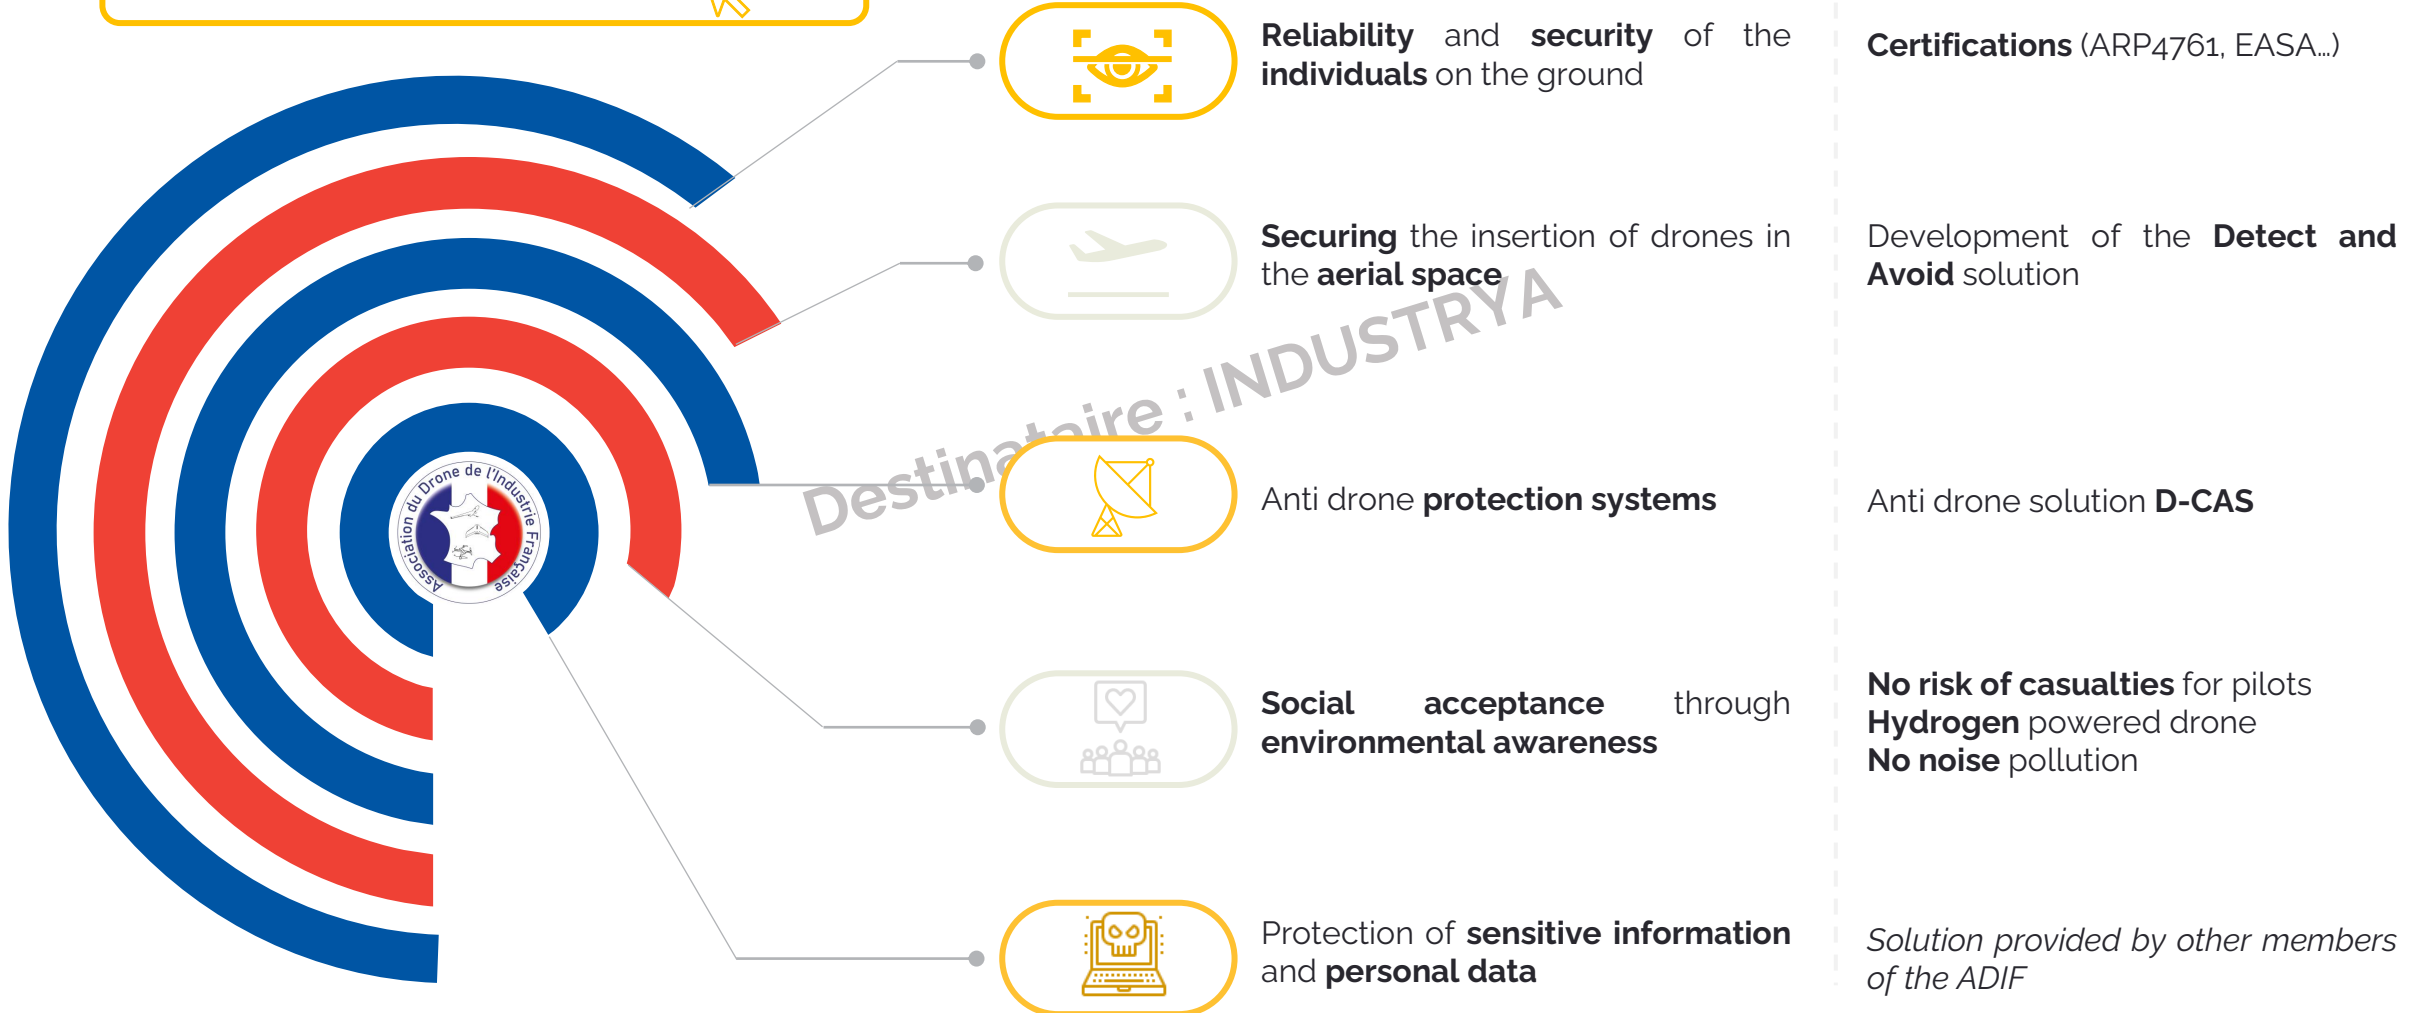 Reliability and security of the
individuals on the ground
Certifications (ARP4761, EASA...)
Securing the insertion of drones in
the aerial space
Development of the Detect and
Avoid solution
Destinataire : INDUSTRYA
Association du Drone de l'Industrie Française
Anti drone protection systems
Anti drone solution D-CAS
Social acceptance through
environmental awareness
No risk of casualties for pilots
Hydrogen powered drone
No noise pollution
Protection of sensitive information
and personal data
Solution provided by other members
of the ADIF